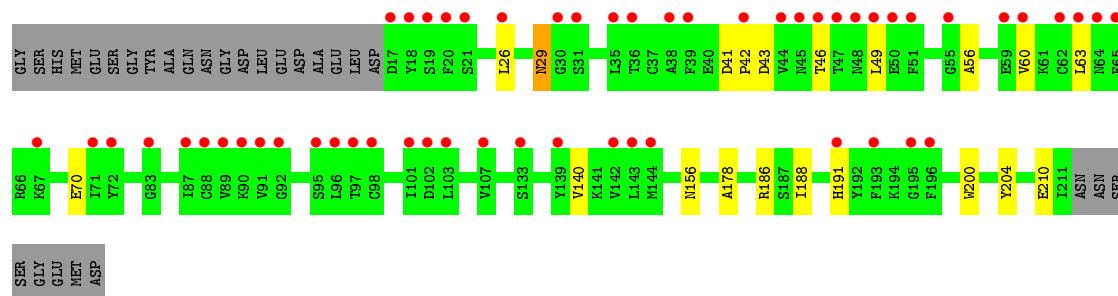 GLY SER HIS MET GLU SER GLY TYR ALA GLN ASN GLY ASP LEU GLU ASP ALA GLU LEU ASP D17 Y18 S19 F20 S21 L26 N29 G30 S31 L35 T36 C37 A38 F39 E40 D41 P42 D43 V44 N45 T46 T47 N48 L49 E50 F51 G55 A56 E59 V60 K61 C62 L63 N64 E65
R66 K67 E70 I71 Y72 G83 I87 C88 V89 K90 V91 G92 S95 L96 T97 C98 I101 D102 L103 V107 S133 Y139 V140 K141 V142 L143 M144 N156 A178 R186 S187 I188 H191 Y192 F193 K194 G195 F196 W200 Y204 E210 I211 ASN ASN SER
SER GLY GLU MET ASP